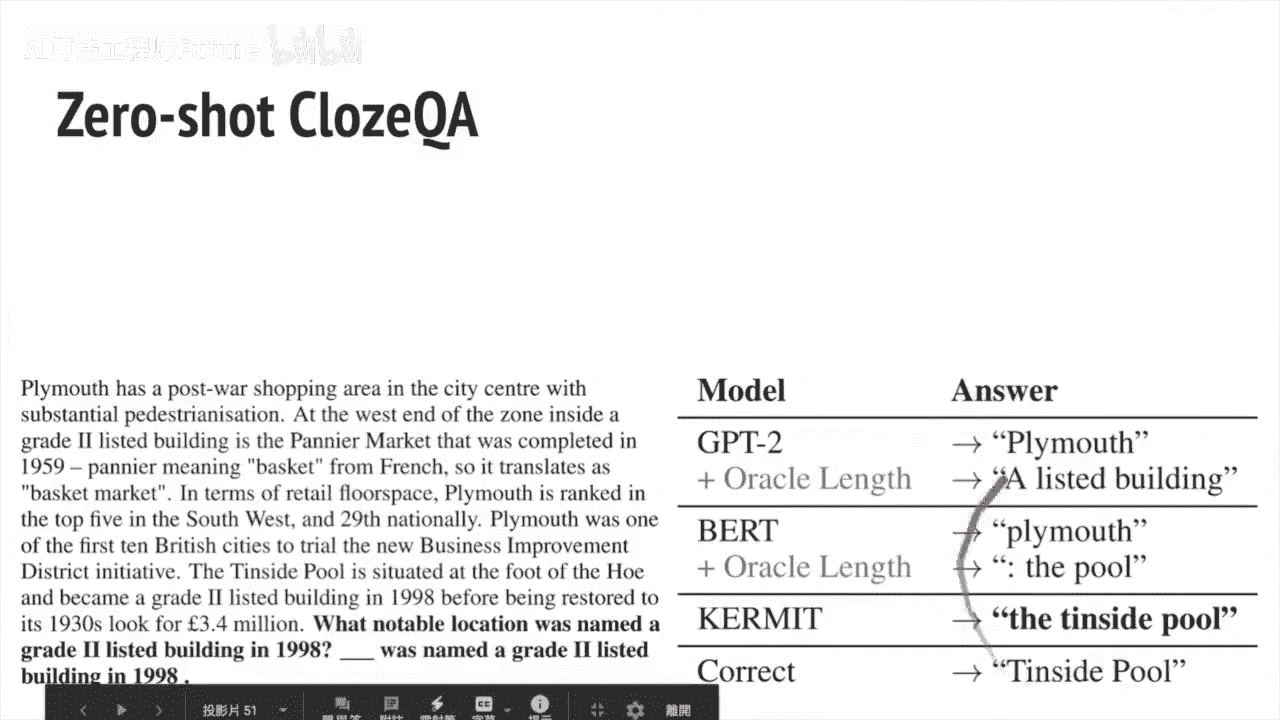 Zero-shot ClozeQA
Plymouth has a post-war shopping area in the city centre with
substantial pedestrianisation. At the west end of the zone inside a
grade II listed building is the Pannier Market that was completed in
1959 – pannier meaning "basket" from French, so it translates as
"basket market". In terms of retail floorspace, Plymouth is ranked in
the top five in the South West, and 29th nationally. Plymouth was one
of the first ten British cities to trial the new Business Improvement
District initiative. The Tinside Pool is situated at the foot of the Hoe
and became a grade II listed building in 1998 before being restored to
its 1930s look for £3.4 million. What notable location was named a
grade II listed building in 1998? ___ was named a grade II listed
building in 1998 .
Model Answer
GPT-2 → “Plymouth”
+ Oracle Length → “A listed building”
BERT → “plymouth”
+ Oracle Length → “: the pool”
KERMIT → “the tinside pool”
Correct → “Tinside Pool”
投影片 51
離開